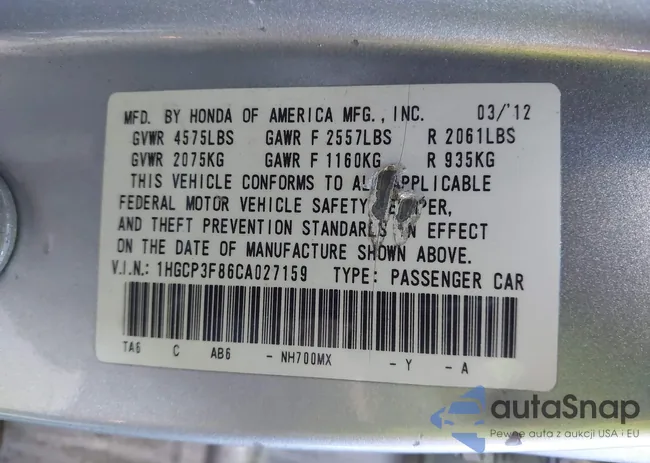 MFD. BY HONDA OF AMERICA MFG., INC. 03/'12
GVWR 4575LBS GAWR F 2557LBS R 2061LBS
GVWR 2075KG GAWR F 1160KG R 935KG
THIS VEHICLE CONFORMS TO ALL APPLICABLE
FEDERAL MOTOR VEHICLE SAFETY, BUMPER,
AND THEFT PREVENTION STANDARDS IN EFFECT
ON THE DATE OF MANUFACTURE SHOWN ABOVE.
V.I.N.: 1HGCP3F86CA027159 TYPE: PASSENGER CAR
TA6 C AB6 - NH700MX - Y - A
autaSnap
Pewne auta z aukcji USA i EU